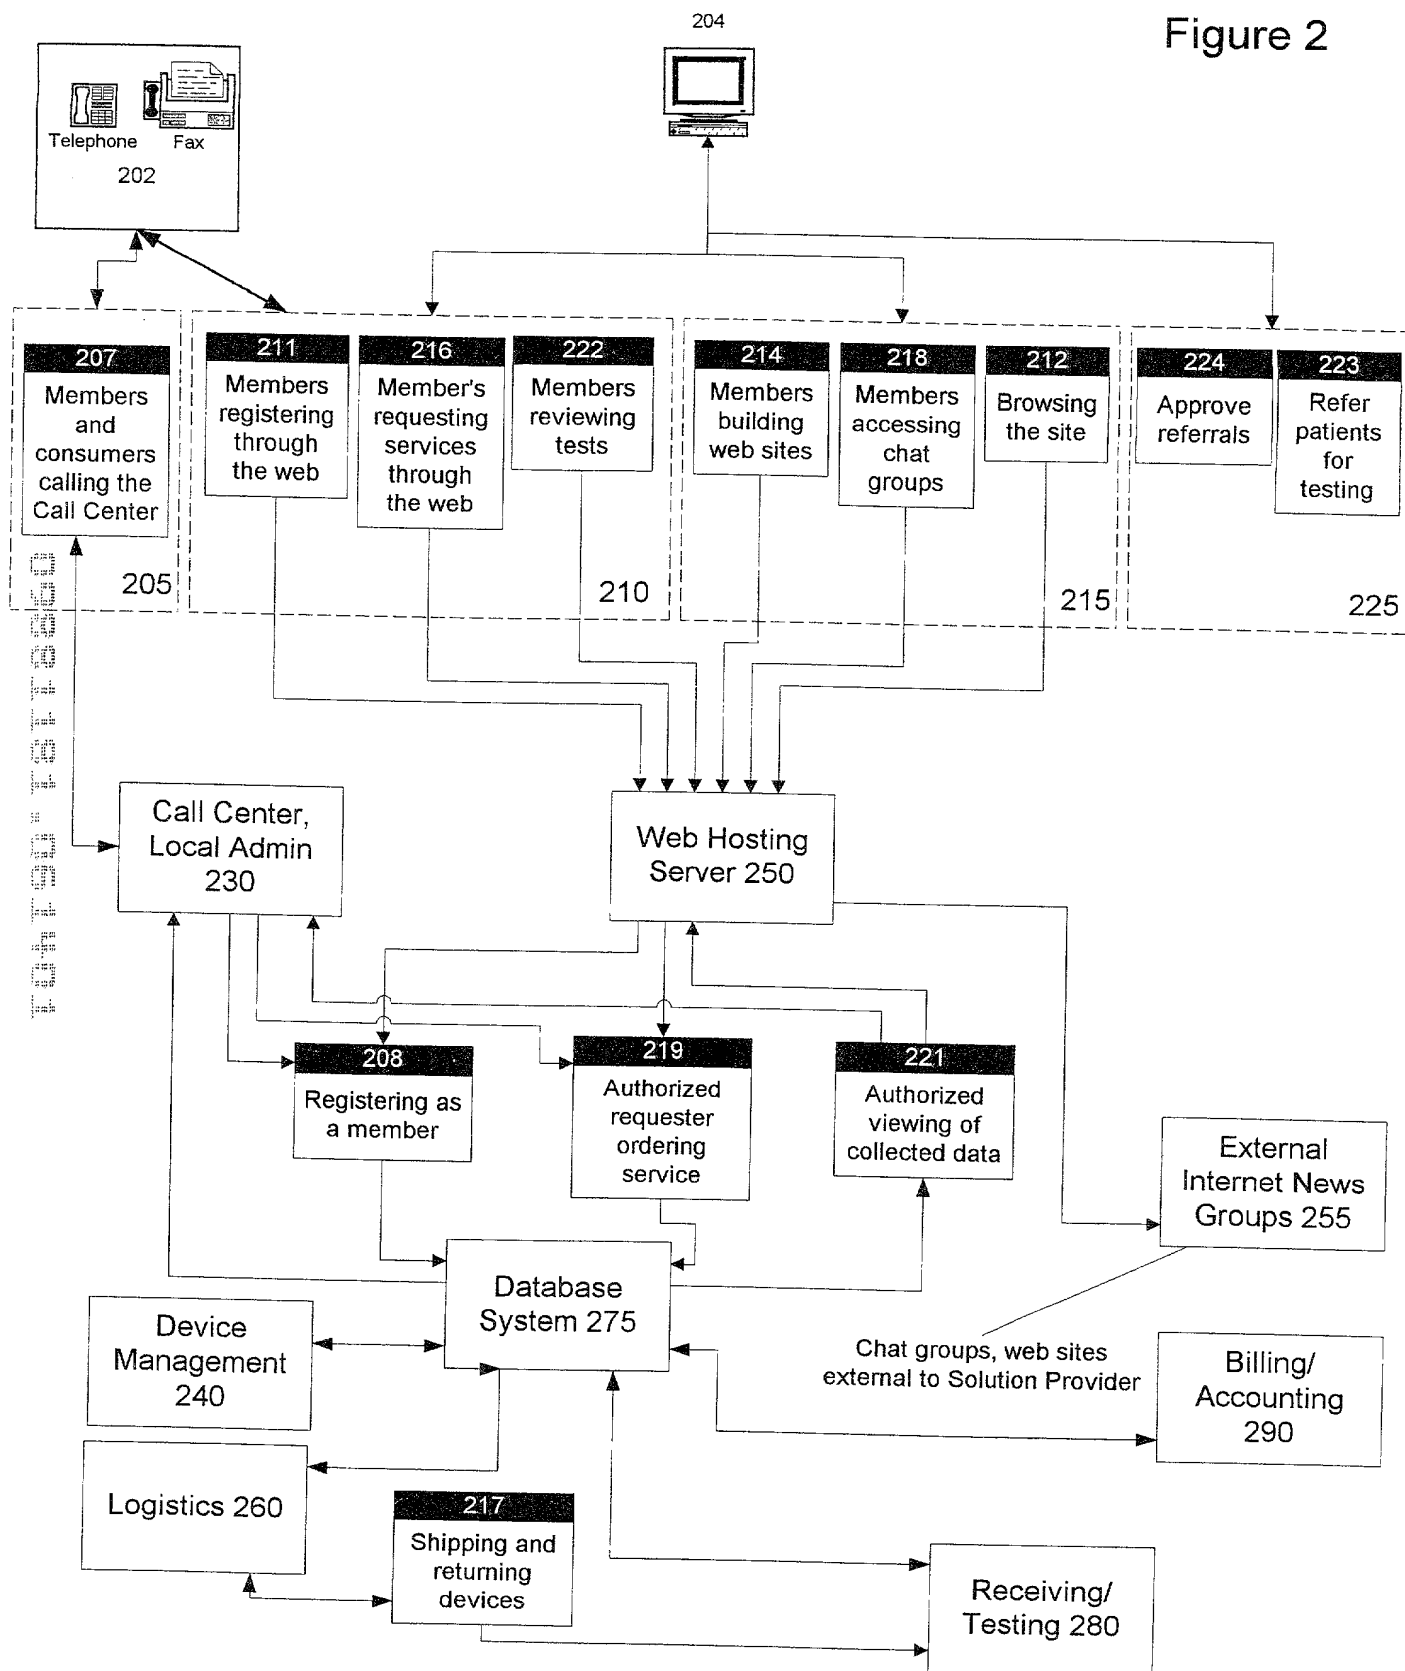 204
Figure 2
Telephone
Fax
202
207
Members
and
consumers
calling the
Call Center
205
211
Members
registering
through
the web
216
Member's
requesting
services
through
the web
222
Members
reviewing
tests
210
214
Members
building
web sites
218
Members
accessing
chat
groups
212
Browsing
the site
215
224
Approve
referrals
223
Refer
patients
for
testing
225
Call Center,
Local Admin
230
Web Hosting
Server 250
208
Registering as
a member
219
Authorized
requester
ordering
service
221
Authorized
viewing of
collected data
External
Internet News
Groups 255
Database
System 275
Device
Management
240
Chat groups, web sites
external to Solution Provider
Billing/
Accounting
290
Logistics 260
217
Shipping and
returning
devices
Receiving/
Testing 280